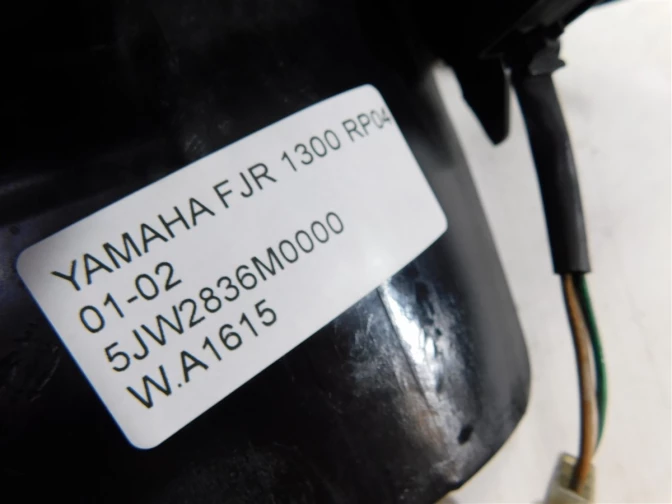 YAMAHA FJR 1300 RP04
01-02
5JW2836M0000
W.A1615